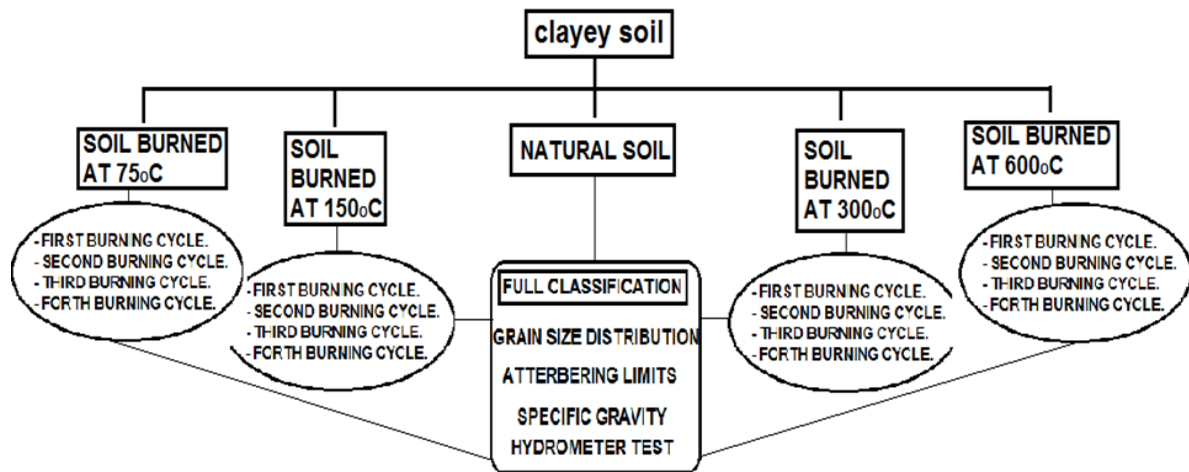 clayey soil
SOIL BURNED
AT 75oC
SOIL
BURNED
AT 150oC
NATURAL SOIL
SOIL
BURNED
AT 300oC
SOIL BURNED
AT 600oC
- FIRST BURNING CYCLE.
- SECOND BURNING CYCLE.
- THIRD BURNING CYCLE.
- FORTH BURNING CYCLE.
- FIRST BURNING CYCLE.
- SECOND BURNING CYCLE.
- THIRD BURNING CYCLE.
- FORTH BURNING CYCLE.
FULL CLASSIFICATION
GRAIN SIZE DISTRIBUTION
ATTERBERING LIMITS
SPECIFIC GRAVITY
HYDROMETER TEST
- FIRST BURNING CYCLE.
- SECOND BURNING CYCLE.
- THIRD BURNING CYCLE.
- FORTH BURNING CYCLE.
- FIRST BURNING CYCLE.
- SECOND BURNING CYCLE.
- THIRD BURNING CYCLE.
- FORTH BURNING CYCLE.